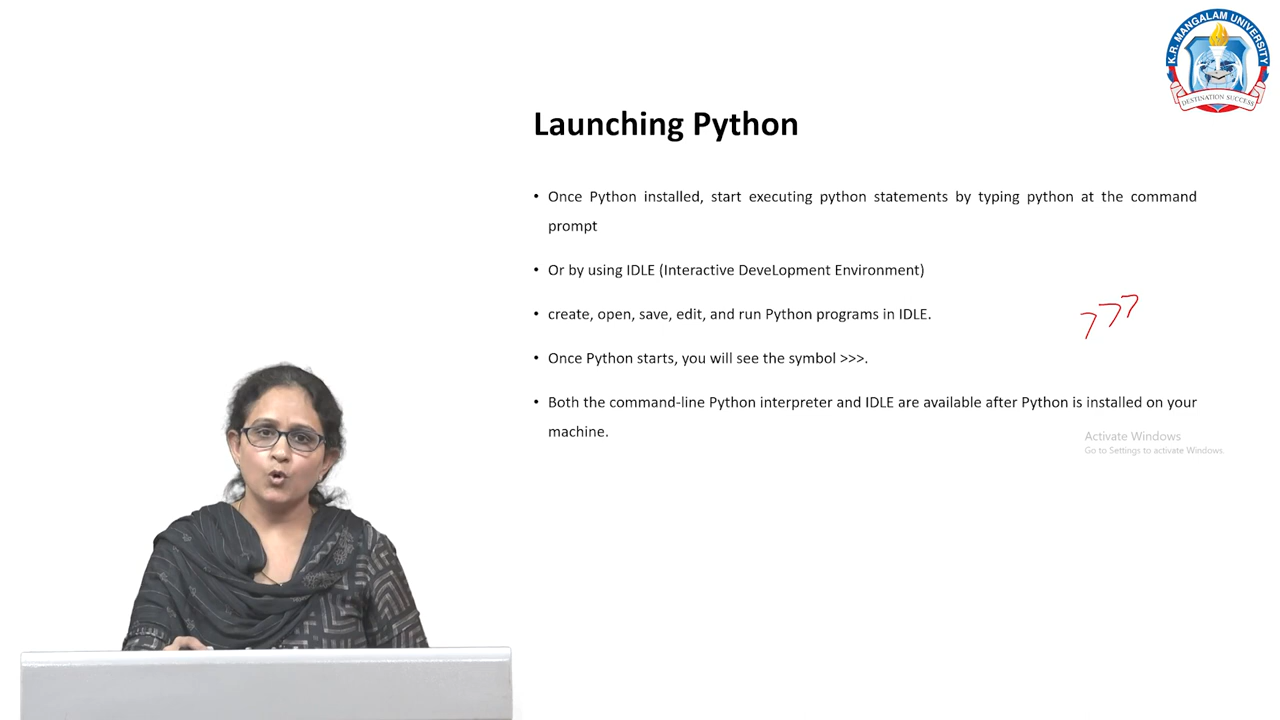 K.R. MANGALAM UNIVERSITY
DESTINATION SUCCESS
Launching Python
• Once Python installed, start executing python statements by typing python at the command
prompt
• Or by using IDLE (Interactive DeveLopment Environment)
• create, open, save, edit, and run Python programs in IDLE.
>>>
• Once Python starts, you will see the symbol >>>.
• Both the command-line Python interpreter and IDLE are available after Python is installed on your
machine.
Activate Windows
Go to Settings to activate Windows.